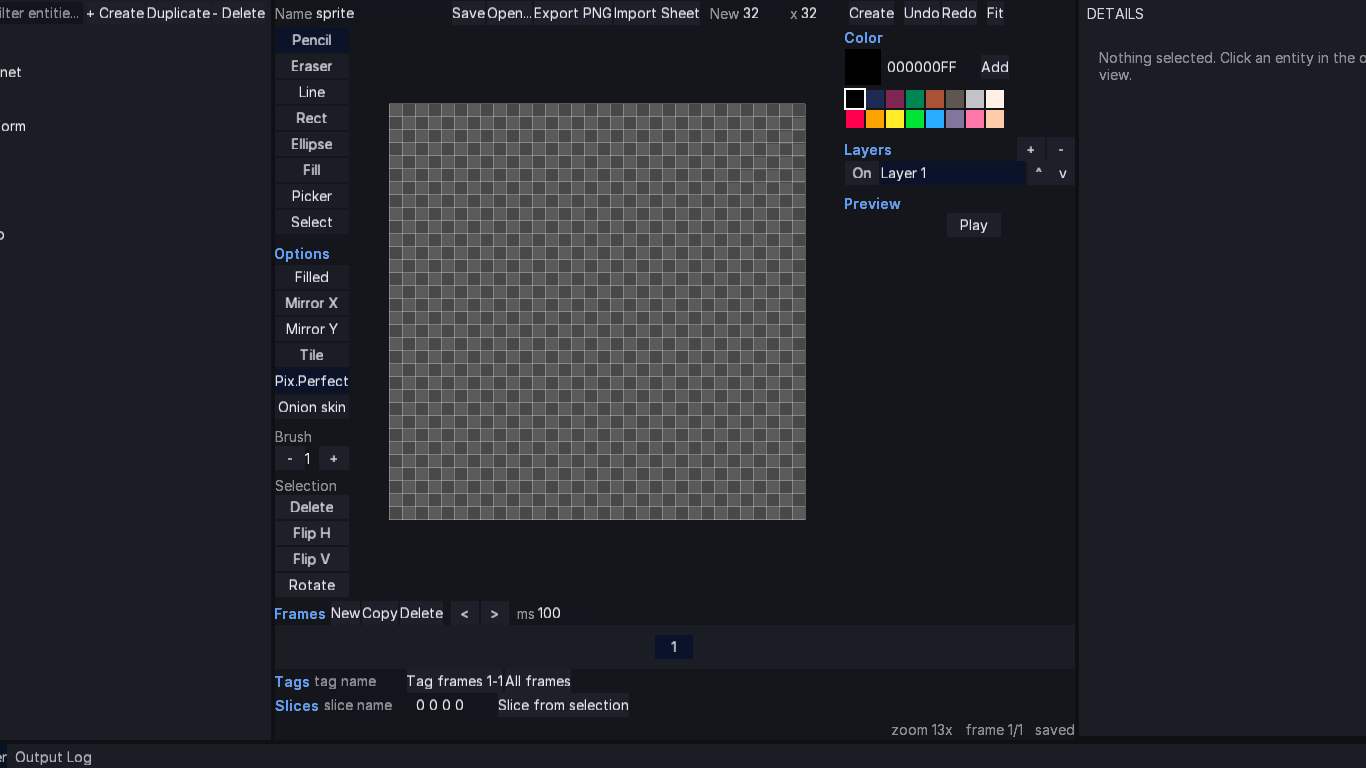 ilter entitie... + Create Duplicate - Delete
net
orm
Name sprite Save Open... Export PNG Import Sheet New 32 x 32 Create Undo Redo Fit
Pencil
Eraser
Line
Rect
Ellipse
Fill
Picker
Select
Options
Filled
Mirror X
Mirror Y
Tile
Pix.Perfect
Onion skin
Brush
- 1 +
Selection
Delete
Flip H
Flip V
Rotate
Color
000000FF Add
Layers + -
On Layer 1 ^ v
Preview
Play
Frames New Copy Delete < > ms 100
1
Tags tag name Tag frames 1-1 All frames
Slices slice name 0 0 0 0 Slice from selection
zoom 13x frame 1/1 saved
DETAILS
Nothing selected. Click an entity in the o
view.
er Output Log